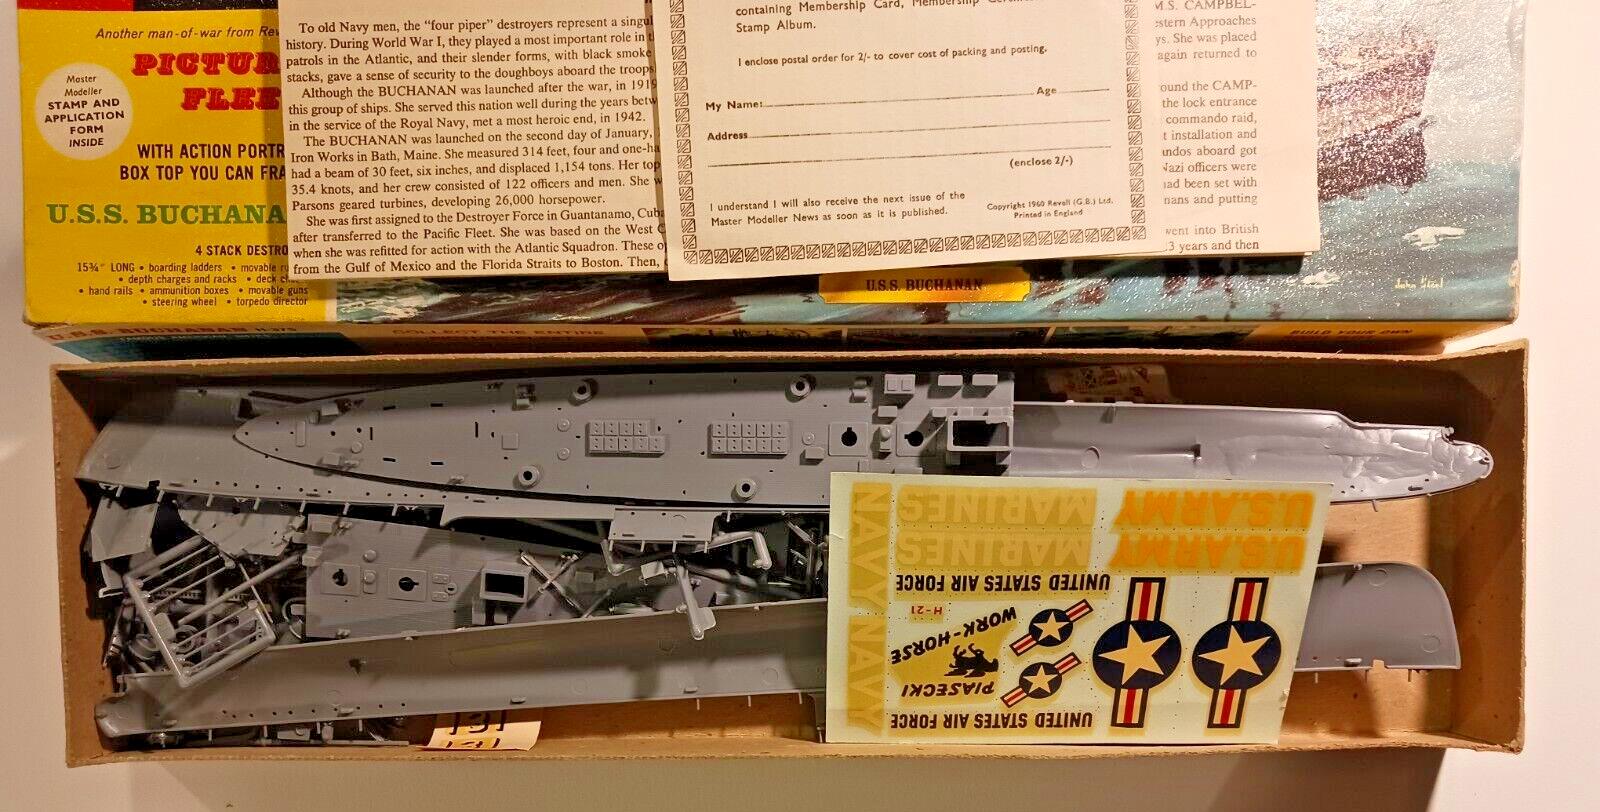 Another man-of-war from
PICTUR
FLEE
Master
Modeller
STAMP AND
APPLICATION
FORM
INSIDE
WITH ACTION PORTR
BOX TOP YOU CAN FRA
U.S.S. BUCHANA
4 STACK DESTRO
15¾" LONG • boarding ladders • movable
• depth charges and racks • deck
• hand rails • ammunition boxes • movable guns
• steering wheel • torpedo director
To old Navy men, the “four piper” destroyers represent a singul
history. During World War I, they played a most important role in
patrols in the Atlantic, and their slender forms, with black smoke
stacks, gave a sense of security to the doughboys aboard the troops
Although the BUCHANAN was launched after the war, in 1919
this group of ships. She served this nation well during the years betw
in the service of the Royal Navy, met a most heroic end, in 1942.
The BUCHANAN was launched on the second day of January,
Iron Works in Bath, Maine. She measured 314 feet, four and one-ha
had a beam of 30 feet, six inches, and displaced 1,154 tons. Her top
35.4 knots, and her crew consisted of 122 officers and men. She w
Parsons geared turbines, developing 26,000 horsepower.
She was first assigned to the Destroyer Force in Guantanamo, Cuba
after transferred to the Pacific Fleet. She was based on the West C
when she was refitted for action with the Atlantic Squadron. These o
from the Gulf of Mexico and the Florida Straits to Boston. Then,
containing Membership Card, Membership
Stamp Album.
I enclose postal order for 2/- to cover cost of packing and posting.
My Name: Age
Address
(enclose 2/-)
I understand I will also receive the next issue of the
Master Modeller News as soon as it is published.
Copyright 1960 Revell (G.B.) Ltd.
Printed in England
M.S. CAMPBEL-
estern Approaches
ys. She was placed
again returned to
ound the CAMP-
the lock entrance
commando raid,
t installation and
andos aboard got
Nazi officers were
had been set with
nans and putting
went into British
3 years and then
U.S.S. BUCHANAN
U.S.S. BUCHANAN H-375
COLLECT THE ENTIRE
BUILD YOUR OWN
NAVY NAVY
MARINES
U.S. ARMY
MARINES
U.S. ARMY
UNITED STATES AIR FORCE
H-21
WORK-HORSE
PIASECKI
UNITED STATES AIR FORCE
131
131